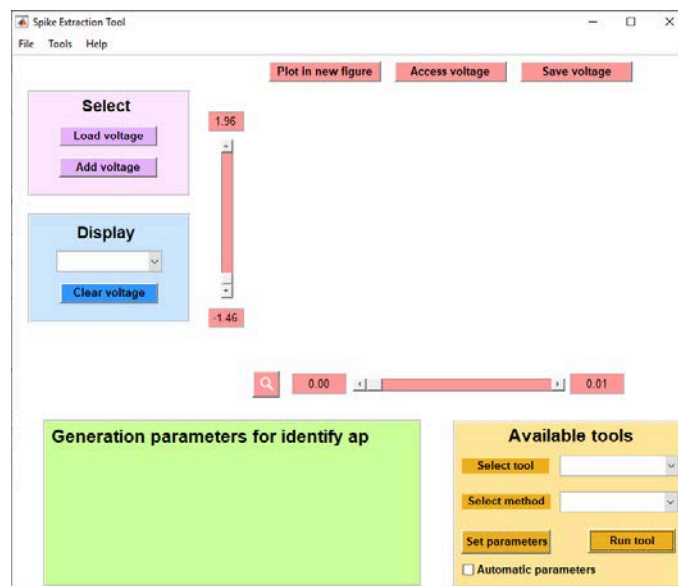 Spike Extraction Tool
File Tools Help
Plot in new figure Access voltage Save voltage
Select
Load voltage
Add voltage
1.96
Display
Clear voltage
-1.46
0.00 0.01
Generation parameters for identify ap
Available tools
Select tool
Select method
Set parameters Run tool
Automatic parameters